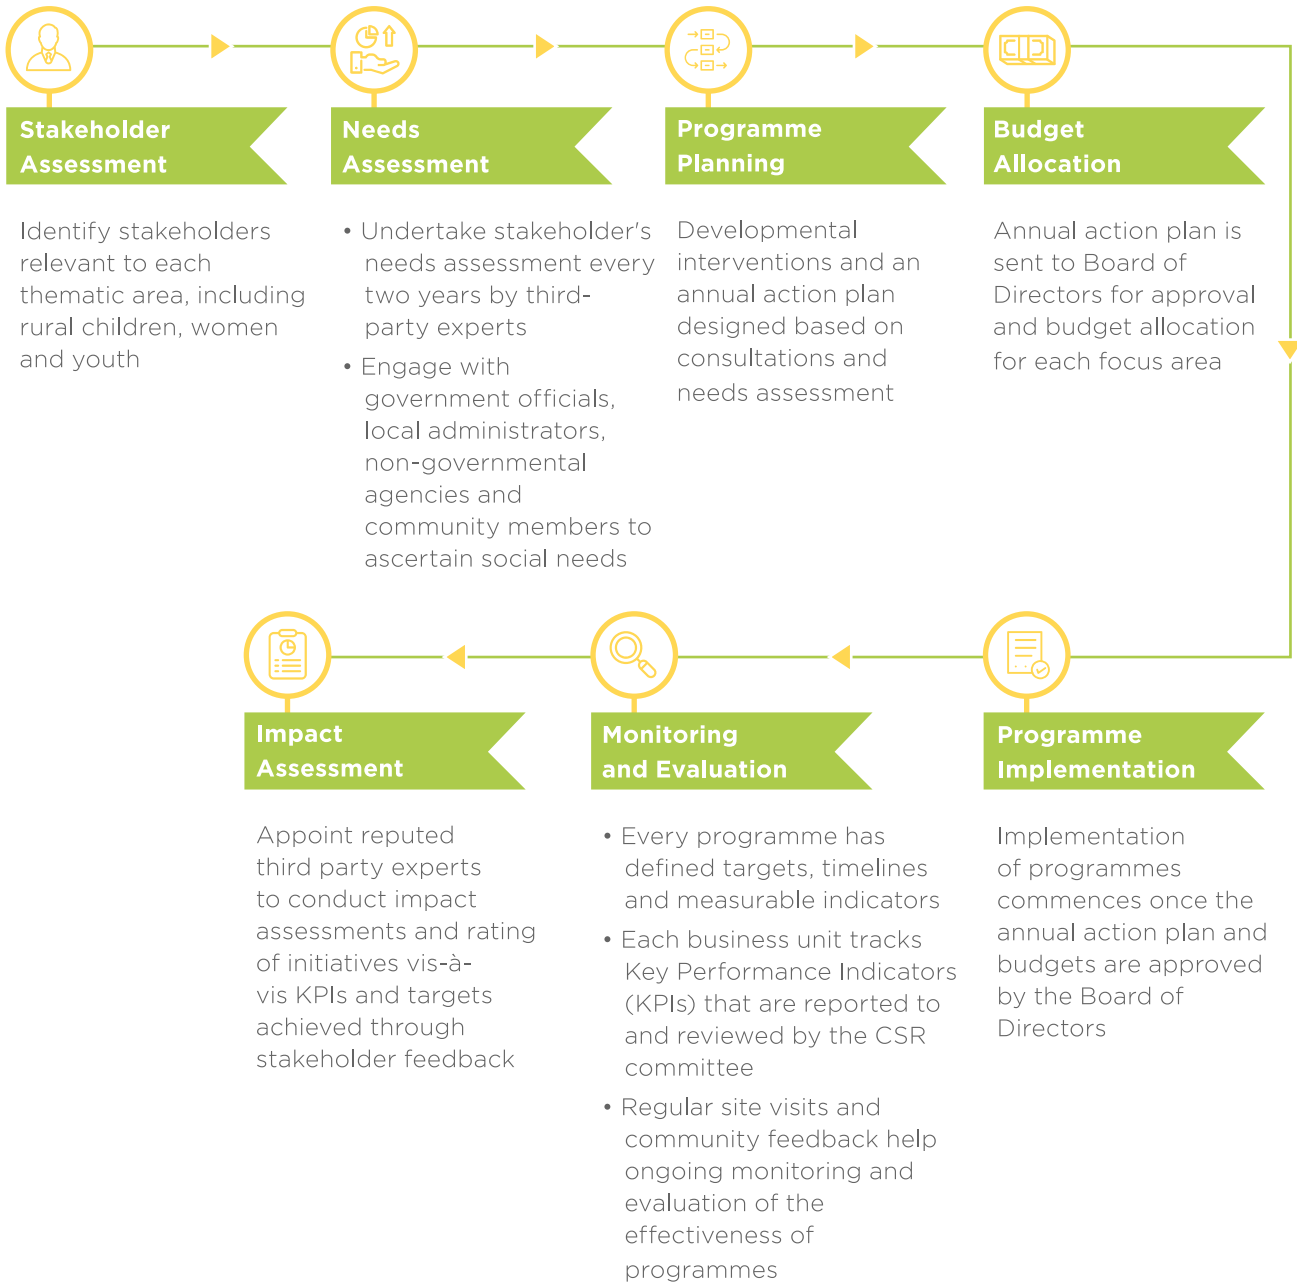 Stakeholder
Assessment
Identify stakeholders
relevant to each
thematic area, including
rural children, women
and youth
Needs
Assessment
• Undertake stakeholder's
needs assessment every
two years by third-
party experts
• Engage with
government officials,
local administrators,
non-governmental
agencies and
community members to
ascertain social needs
Programme
Planning
Developmental
interventions and an
annual action plan
designed based on
consultations and
needs assessment
Budget
Allocation
Annual action plan is
sent to Board of
Directors for approval
and budget allocation
for each focus area
Programme
Implementation
Implementation
of programmes
commences once the
annual action plan and
budgets are approved
by the Board of
Directors
Monitoring
and Evaluation
• Every programme has
defined targets, timelines
and measurable indicators
• Each business unit tracks
Key Performance Indicators
(KPIs) that are reported to
and reviewed by the CSR
committee
• Regular site visits and
community feedback help
ongoing monitoring and
evaluation of the
effectiveness of
programmes
Impact
Assessment
Appoint reputed
third party experts
to conduct impact
assessments and rating
of initiatives vis-à-
vis KPIs and targets
achieved through
stakeholder feedback